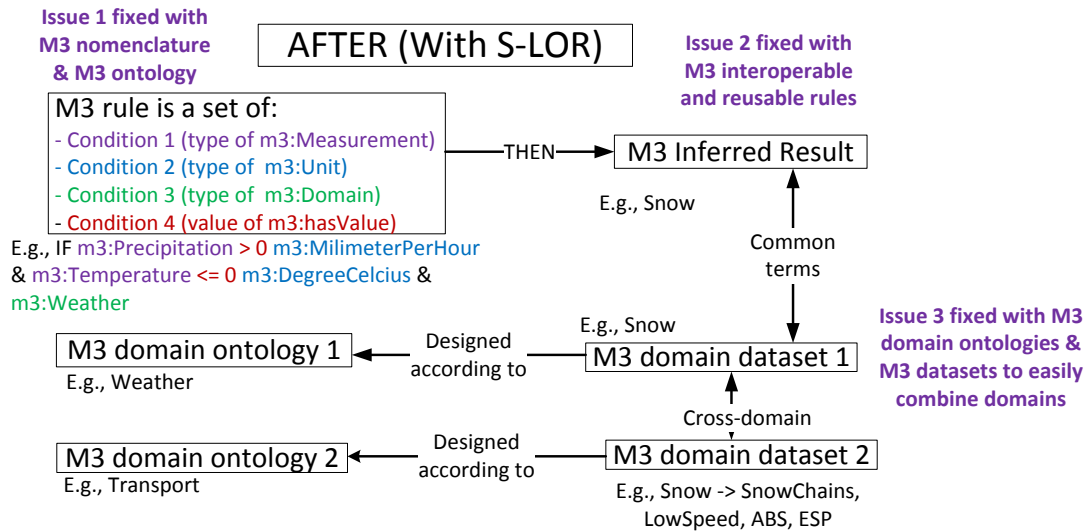 Issue 1 fixed with
M3 nomenclature
& M3 ontology
AFTER (With S-LOR)
Issue 2 fixed with
M3 interoperable
and reusable rules
M3 rule is a set of:
- Condition 1 (type of m3:Measurement)
- Condition 2 (type of  m3:Unit)
- Condition 3 (type of  m3:Domain)
- Condition 4 (value of m3:hasValue)
THEN
M3 Inferred Result
E.g., Snow
E.g., IF m3:Precipitation > 0 m3:MilimeterPerHour
& m3:Temperature <= 0 m3:DegreeCelcius &
m3:Weather
Common
terms
E.g., Snow
M3 domain ontology 1
Designed
according to
M3 domain dataset 1
E.g., Weather
Issue 3 fixed with M3
domain ontologies &
M3 datasets to easily
combine domains
Cross-domain
M3 domain ontology 2
Designed
according to
M3 domain dataset 2
E.g., Transport
E.g., Snow -> SnowChains,
LowSpeed, ABS, ESP